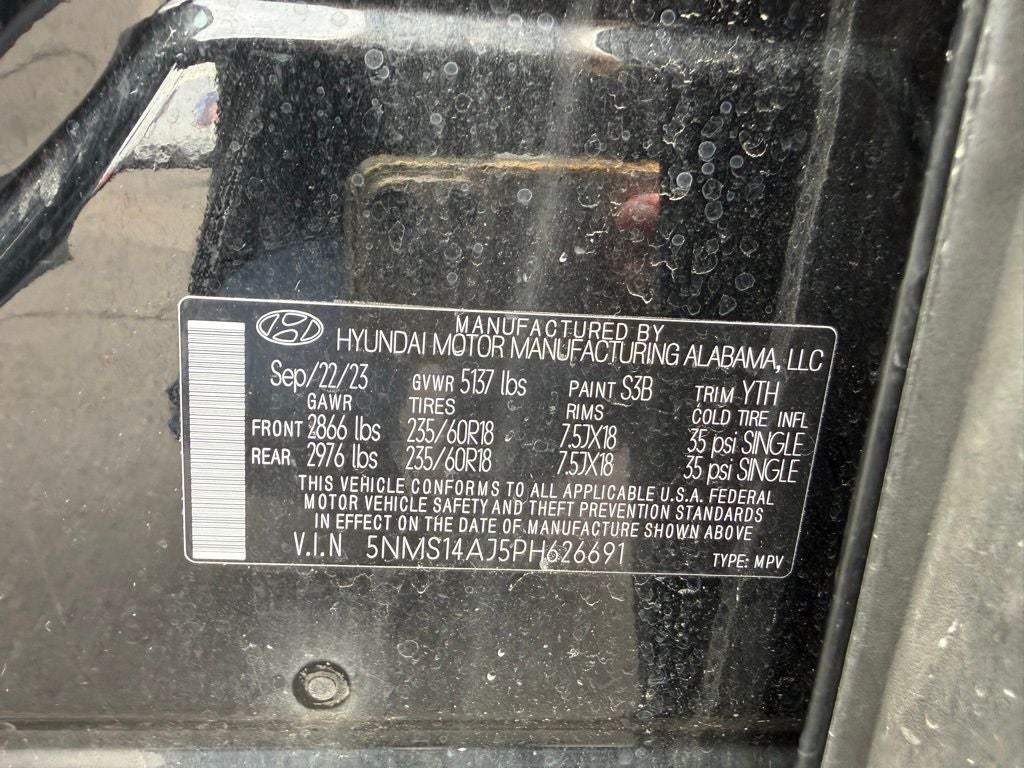 MANUFACTURED BY
HYUNDAI MOTOR MANUFACTURING ALABAMA, LLC
Sep/22/23 GVWR 5137 lbs PAINT S3B TRIM YTH
GAWR TIRES RIMS COLD TIRE INFL
FRONT 2866 lbs 235/60R18 7.5JX18 35 psi SINGLE
REAR 2976 lbs 235/60R18 7.5JX18 35 psi SINGLE
THIS VEHICLE CONFORMS TO ALL APPLICABLE U.S.A. FEDERAL
MOTOR VEHICLE SAFETY AND THEFT PREVENTION STANDARDS
IN EFFECT ON THE DATE OF MANUFACTURE SHOWN ABOVE
V.I.N 5NMS14AJ5PH626691 TYPE: MPV